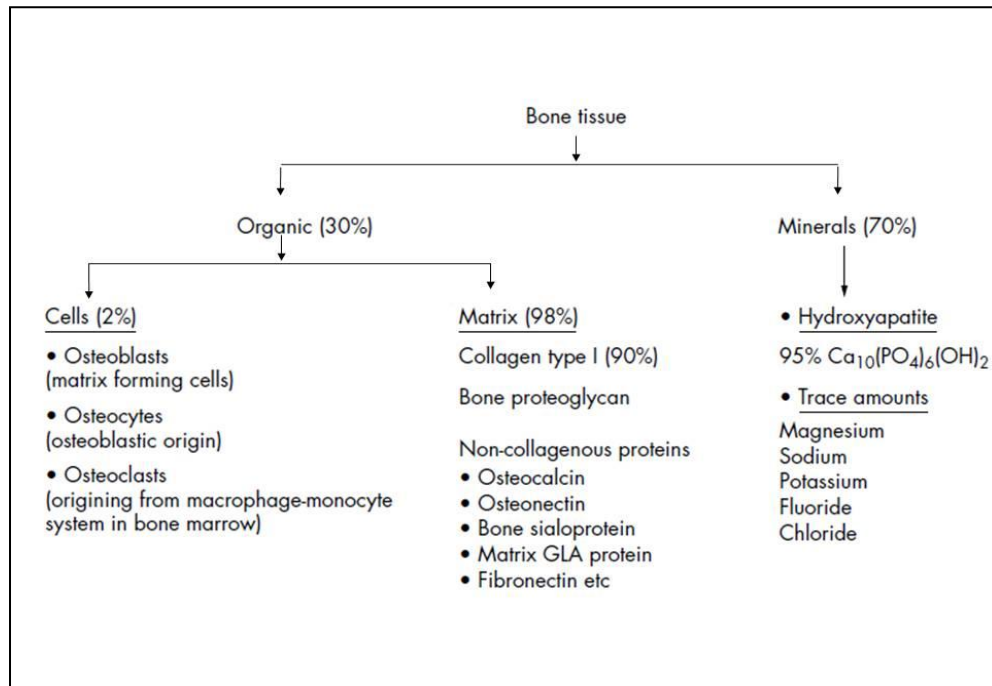 Bone tissue
Organic (30%)
Minerals (70%)
Cells (2%)
• Osteoblasts
(matrix forming cells)
• Osteocytes
(osteoblastic origin)
• Osteoclasts
(origining from macrophage-monocyte
system in bone marrow)
Matrix (98%)
Collagen type I (90%)
Bone proteoglycan
Non-collagenous proteins
• Osteocalcin
• Osteonectin
• Bone sialoprotein
• Matrix GLA protein
• Fibronectin etc
• Hydroxyapatite
95% Ca₁₀(PO₄)₆(OH)₂
• Trace amounts
Magnesium
Sodium
Potassium
Fluoride
Chloride